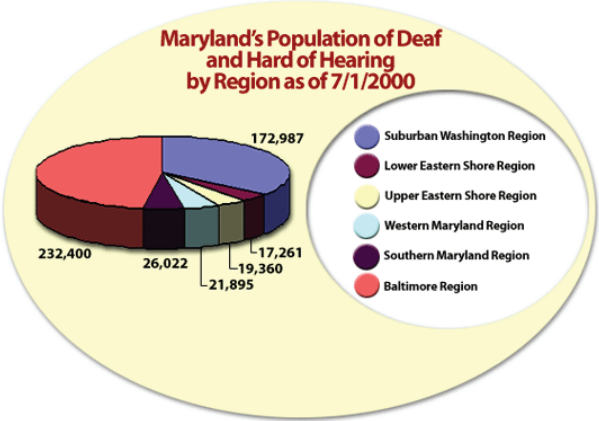 Maryland's Population of Deaf
and Hard of Hearing
by Region as of 7/1/2000
172,987
Suburban Washington Region
Lower Eastern Shore Region
Upper Eastern Shore Region
Western Maryland Region
Southern Maryland Region
Baltimore Region
232,400
26,022
17,261
19,360
21,895